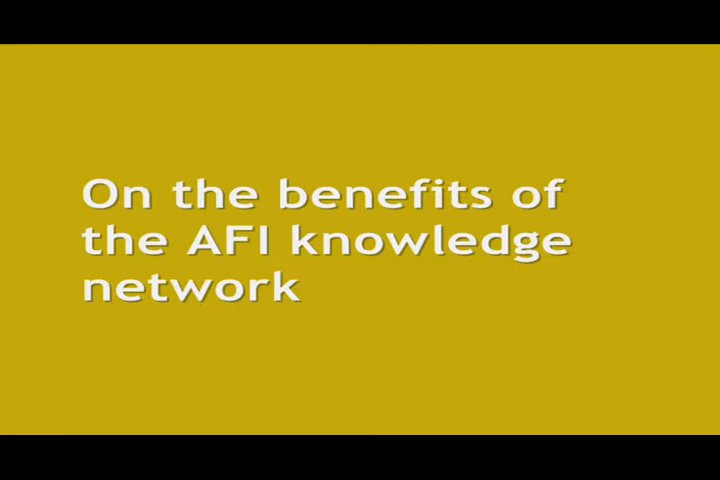 On the benefits of
the AFI knowledge
network